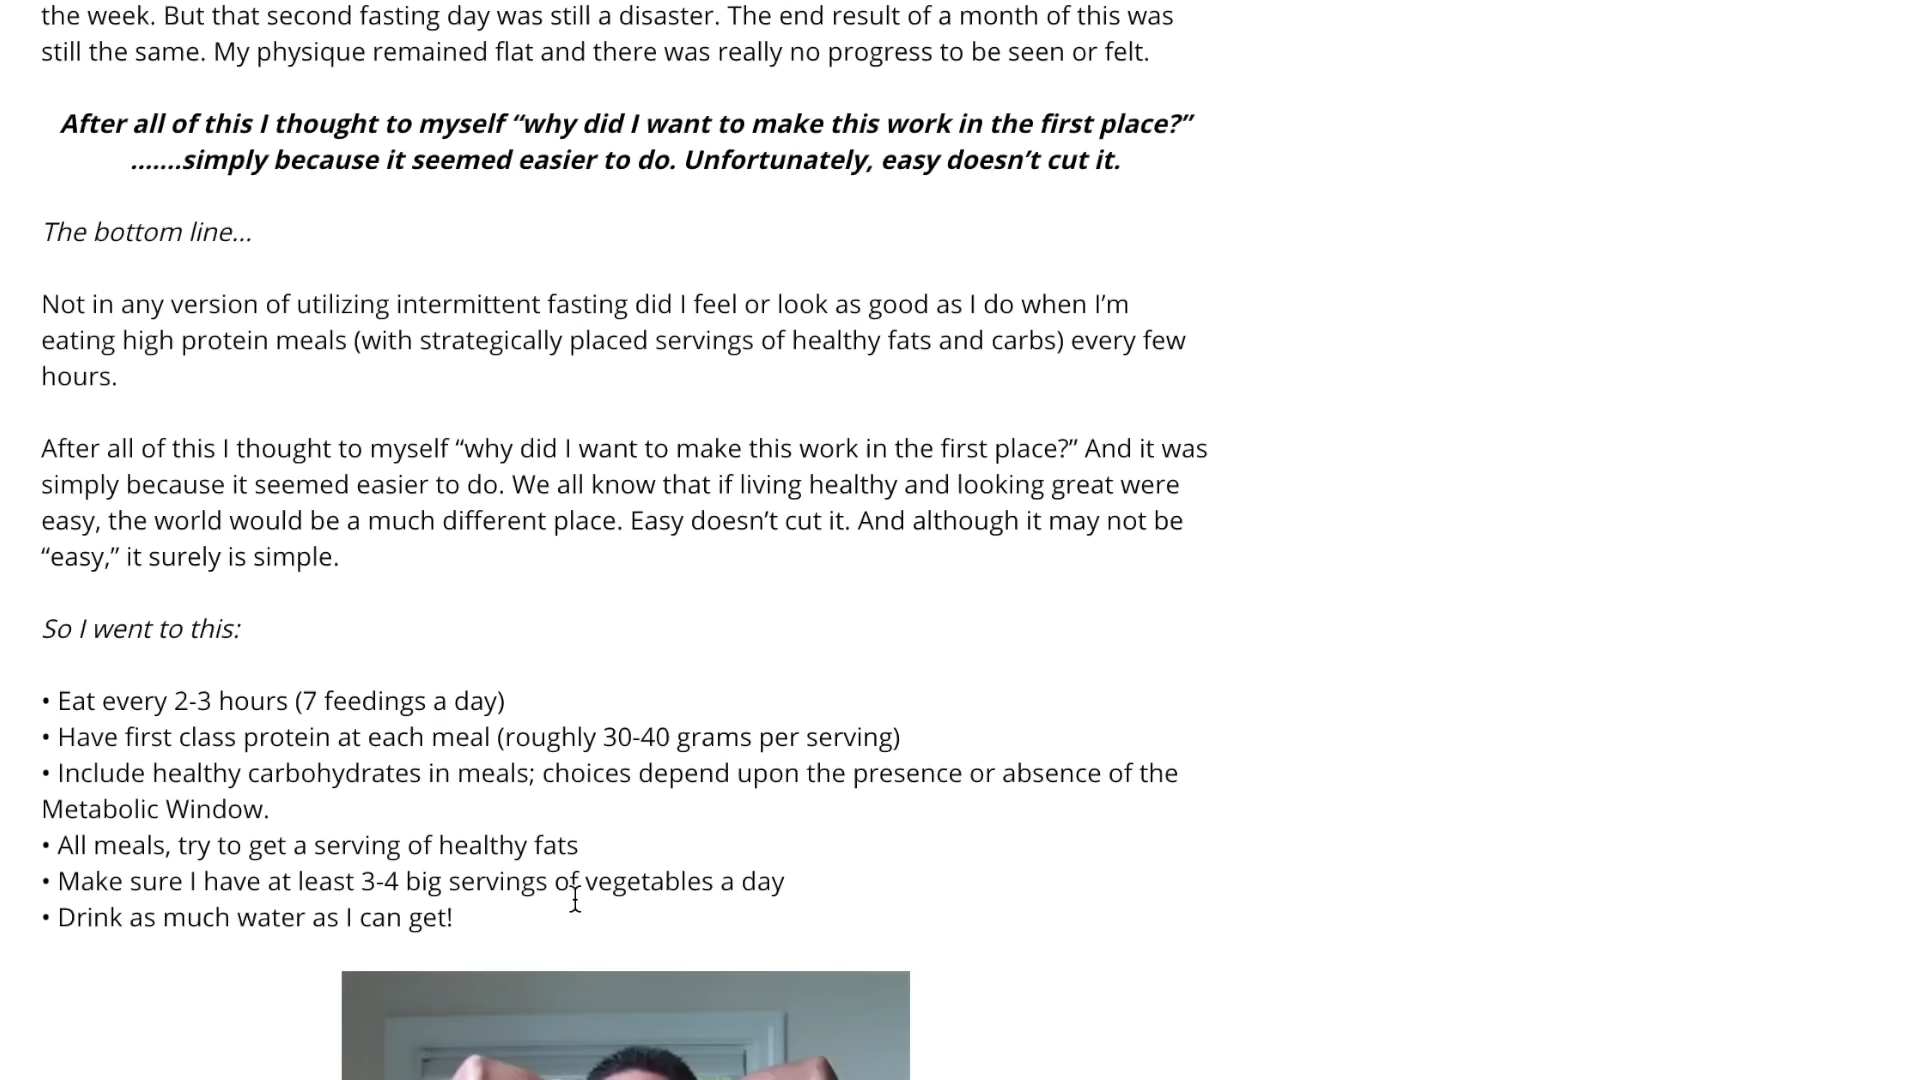 the week. But that second fasting day was still a disaster. The end result of a month of this was
still the same. My physique remained flat and there was really no progress to be seen or felt.
After all of this I thought to myself “why did I want to make this work in the first place?”
.......simply because it seemed easier to do. Unfortunately, easy doesn’t cut it.
The bottom line...
Not in any version of utilizing intermittent fasting did I feel or look as good as I do when I’m
eating high protein meals (with strategically placed servings of healthy fats and carbs) every few
hours.
After all of this I thought to myself “why did I want to make this work in the first place?” And it was
simply because it seemed easier to do. We all know that if living healthy and looking great were
easy, the world would be a much different place. Easy doesn’t cut it. And although it may not be
“easy,” it surely is simple.
So I went to this:
• Eat every 2-3 hours (7 feedings a day)
• Have first class protein at each meal (roughly 30-40 grams per serving)
• Include healthy carbohydrates in meals; choices depend upon the presence or absence of the
Metabolic Window.
• All meals, try to get a serving of healthy fats
• Make sure I have at least 3-4 big servings of vegetables a day
• Drink as much water as I can get!